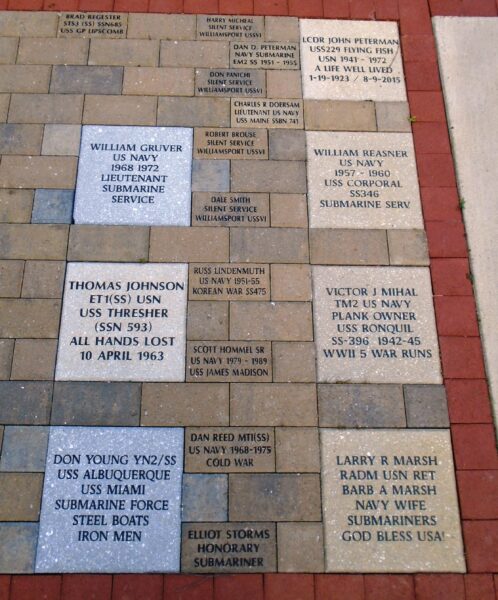 BRAD REGESTER
STS3 (SS) SSN685
USS GP LIPSCOMB
HARRY MICHEAL
SILENT SERVICE
WILLIAMSPORT USSVI
DAN D. PETERMAN
NAVY SUBMARINE
EM2 SS 1951 - 1955
DON PANICHI
SILENT SERVICE
WILLIAMSPORT USSVI
CHARLES R DOERSAM
LIEUTENANT US NAVY
USS MAINE SSBN 741
ROBERT BROUSE
SILENT SERVICE
WILLIAMSPORT USSVI
DALE SMITH
SILENT SERVICE
WILLIAMSPORT USSVI
RUSS LINDENMUTH
US NAVY 1951-55
KOREAN WAR SS475
SCOTT HOMMEL SR
US NAVY 1979 - 1989
USS JAMES MADISON
DAN REED MT1(SS)
US NAVY 1968-1975
COLD WAR
ELLIOT STORMS
HONORARY
SUBMARINER
WILLIAM GRUVER
US NAVY
1968 1972
LIEUTENANT
SUBMARINE
SERVICE
THOMAS JOHNSON
ET1(SS) USN
USS THRESHER
(SSN 593)
ALL HANDS LOST
10 APRIL 1963
DON YOUNG YN2/SS
USS ALBUQUERQUE
USS MIAMI
SUBMARINE FORCE
STEEL BOATS
IRON MEN
LCDR JOHN PETERMAN
USS229 FLYING FISH
USN 1941 - 1972
A LIFE WELL LIVED
1-19-1923 / 8-9-2015
WILLIAM REASNER
US NAVY
1957 - 1960
USS CORPORAL
SS346
SUBMARINE SERV
VICTOR J MIHAL
TM2 US NAVY
PLANK OWNER
USS RONQUIL
SS-396 1942-45
WWII 5 WAR RUNS
LARRY R MARSH
RADM USN RET
BARB A MARSH
NAVY WIFE
SUBMARINERS
GOD BLESS USA!